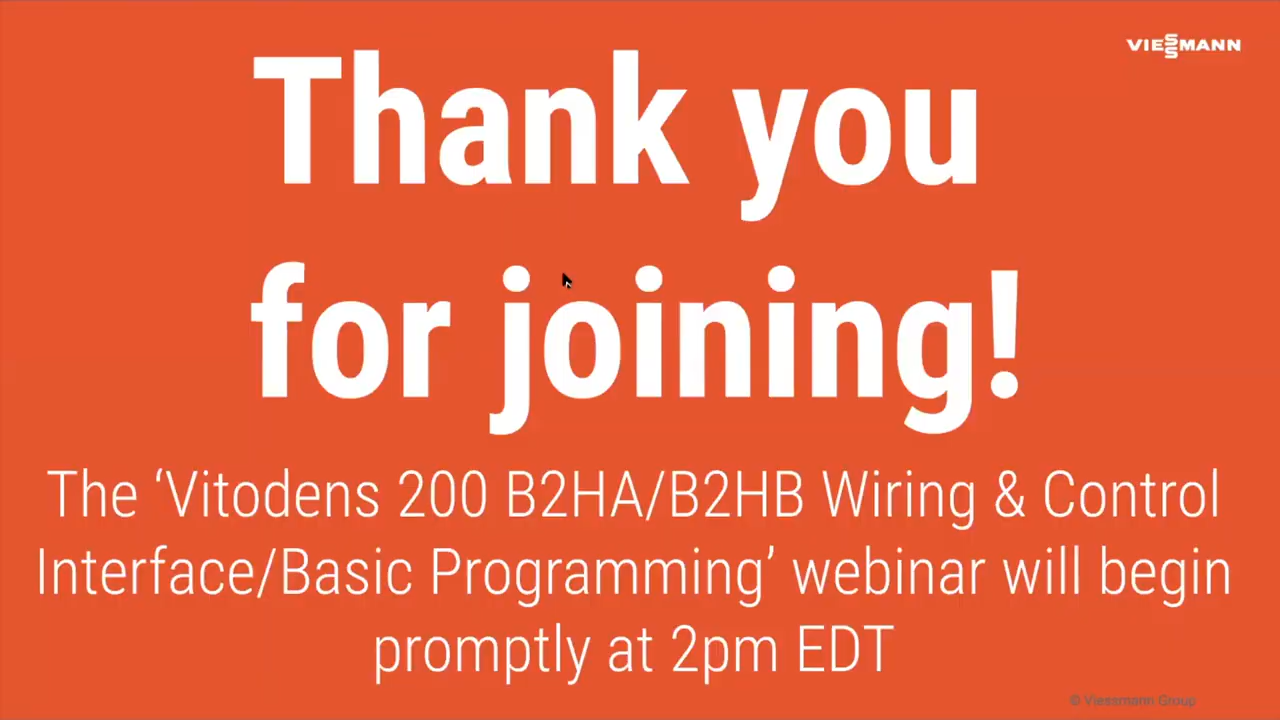 VIESSMANN
Thank you
for joining!
The ‘Vitodens 200 B2HA/B2HB Wiring & Control
Interface/Basic Programming’ webinar will begin
promptly at 2pm EDT
© Viessmann Group